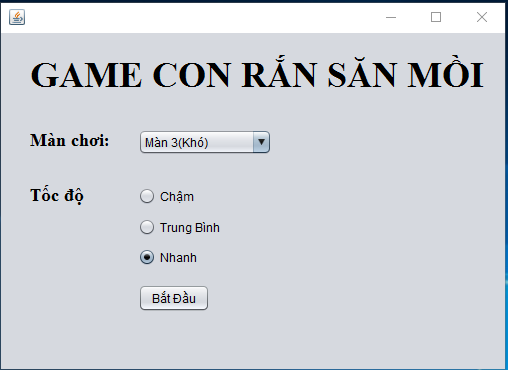 GAME CON RẮN SĂN MỒI
Màn chơi:
Màn 3(Khó)
Tốc độ
Chậm
Trung Bình
Nhanh
Bắt Đầu